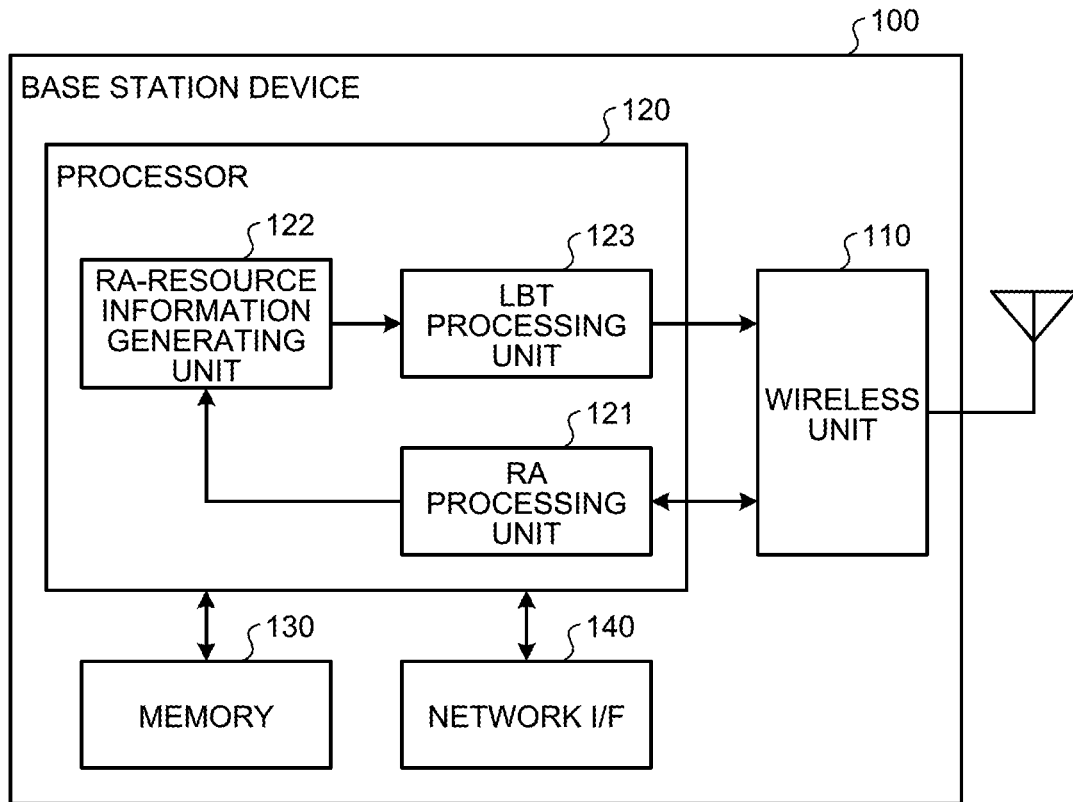 100
BASE STATION DEVICE
120
PROCESSOR
122
RA-RESOURCE
INFORMATION
GENERATING
UNIT
123
LBT
PROCESSING
UNIT
110
WIRELESS
UNIT
121
RA
PROCESSING
UNIT
130
MEMORY
140
NETWORK I/F